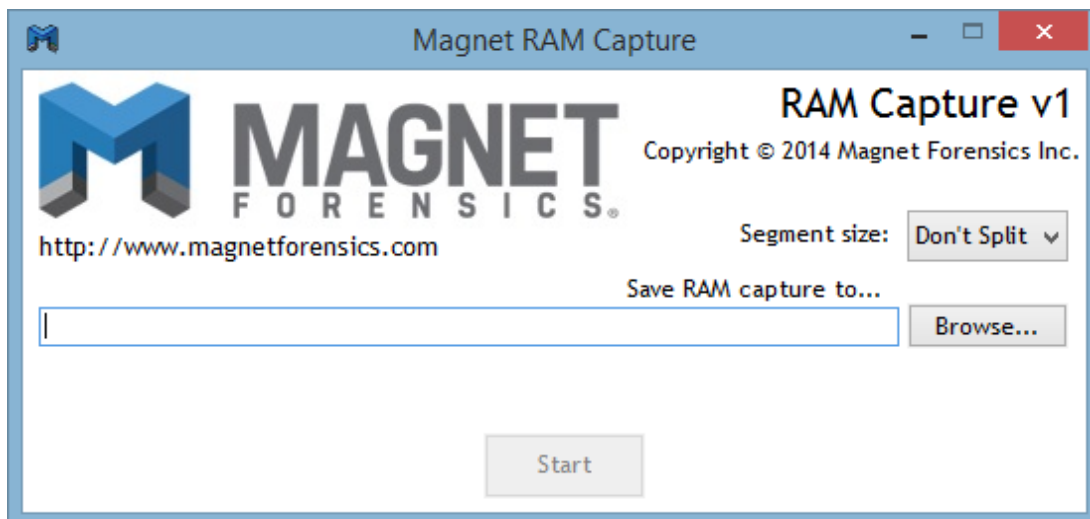 Magnet RAM Capture
MAGNET
FORENSICS®
RAM Capture v1
Copyright © 2014 Magnet Forensics Inc.
http://www.magnetforensics.com
Segment size: Don't Split
Save RAM capture to...
Browse...
Start